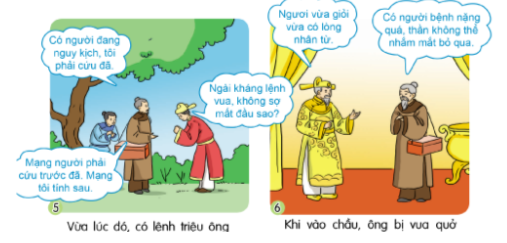 Có người đang
nguy kịch, tôi
phải cứu đã.
Ngài kháng lệnh
vua, không sợ
mất đầu sao?
Mạng người phải
cứu trước đã. Mạng
tôi tính sau.
5
Vừa lúc đó, có lệnh triệu ông
Ngươi vừa giỏi
vừa có lòng
nhân từ.
Có người bệnh nặng
quá, thần không thể
nhắm mắt bỏ qua.
6
Khi vào chầu, ông bị vua quở